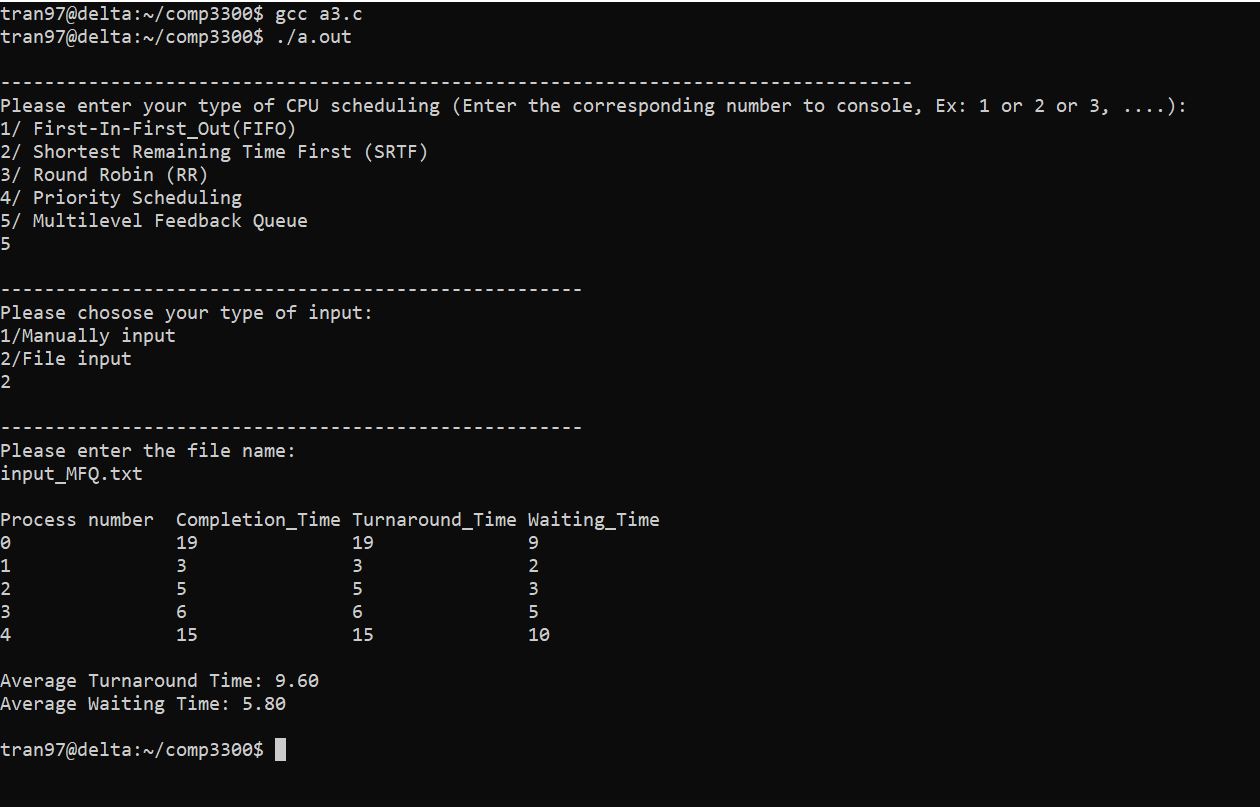 tran97@delta:~/comp3300$ gcc a3.c
tran97@delta:~/comp3300$ ./a.out
-----------------------------------------------------------------------------------
Please enter your type of CPU scheduling (Enter the corresponding number to console, Ex: 1 or 2 or 3, ....):
1/ First-In-First_Out(FIFO)
2/ Shortest Remaining Time First (SRTF)
3/ Round Robin (RR)
4/ Priority Scheduling
5/ Multilevel Feedback Queue
5
-----------------------------------------------------
Please chosose your type of input:
1/Manually input
2/File input
2
-----------------------------------------------------
Please enter the file name:
input_MFQ.txt
Process number  Completion_Time Turnaround_Time Waiting_Time
0               19              19              9
1               3               3               2
2               5               5               3
3               6               6               5
4               15              15              10
Average Turnaround Time: 9.60
Average Waiting Time: 5.80
tran97@delta:~/comp3300$